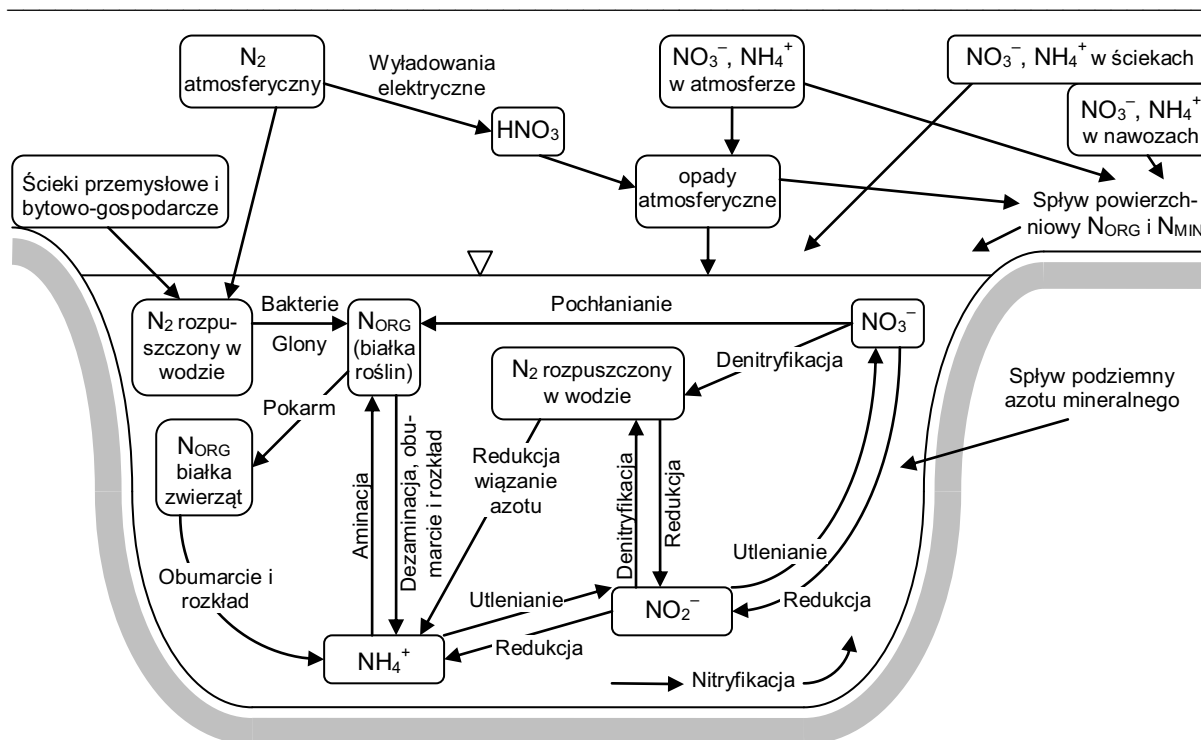 N2
atmosferyczny
Wyładowania
elektryczne
HNO3
NO3−, NH4+
w atmosferze
NO3−, NH4+ w ściekach
NO3−, NH4+
w nawozach
Ścieki przemysłowe i
bytowo-gospodarcze
opady
atmosferyczne
Spływ powierzch-
niowy NORG i NMIN
N2 rozpu-
szczony w
wodzie
Bakterie
Glony
NORG
(białka
roślin)
Pochłanianie
NO3−
Denitryfikacja
N2 rozpuszczony
w wodzie
Spływ podziemny
azotu mineralnego
Pokarm
NORG
białka
zwierząt
Aminacja
Dezaminacja, obu-
marcie i rozkład
Redukcja
wiązanie
azotu
Denitryfikacja
Redukcja
Utlenianie
Obumarcie i
rozkład
Utlenianie
NO2−
Redukcja
Redukcja
NH4+
Nitryfikacja